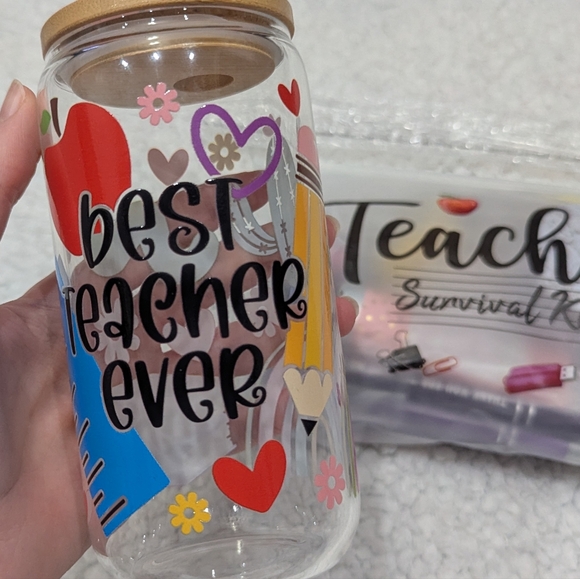 best
Teacher
ever
Teach
Survival K